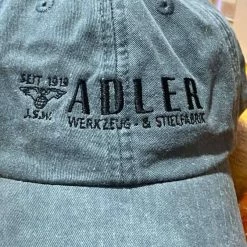 SEIT 1919
J.S.W.
ADLER
WERKZEUG - & STIELFABRIK